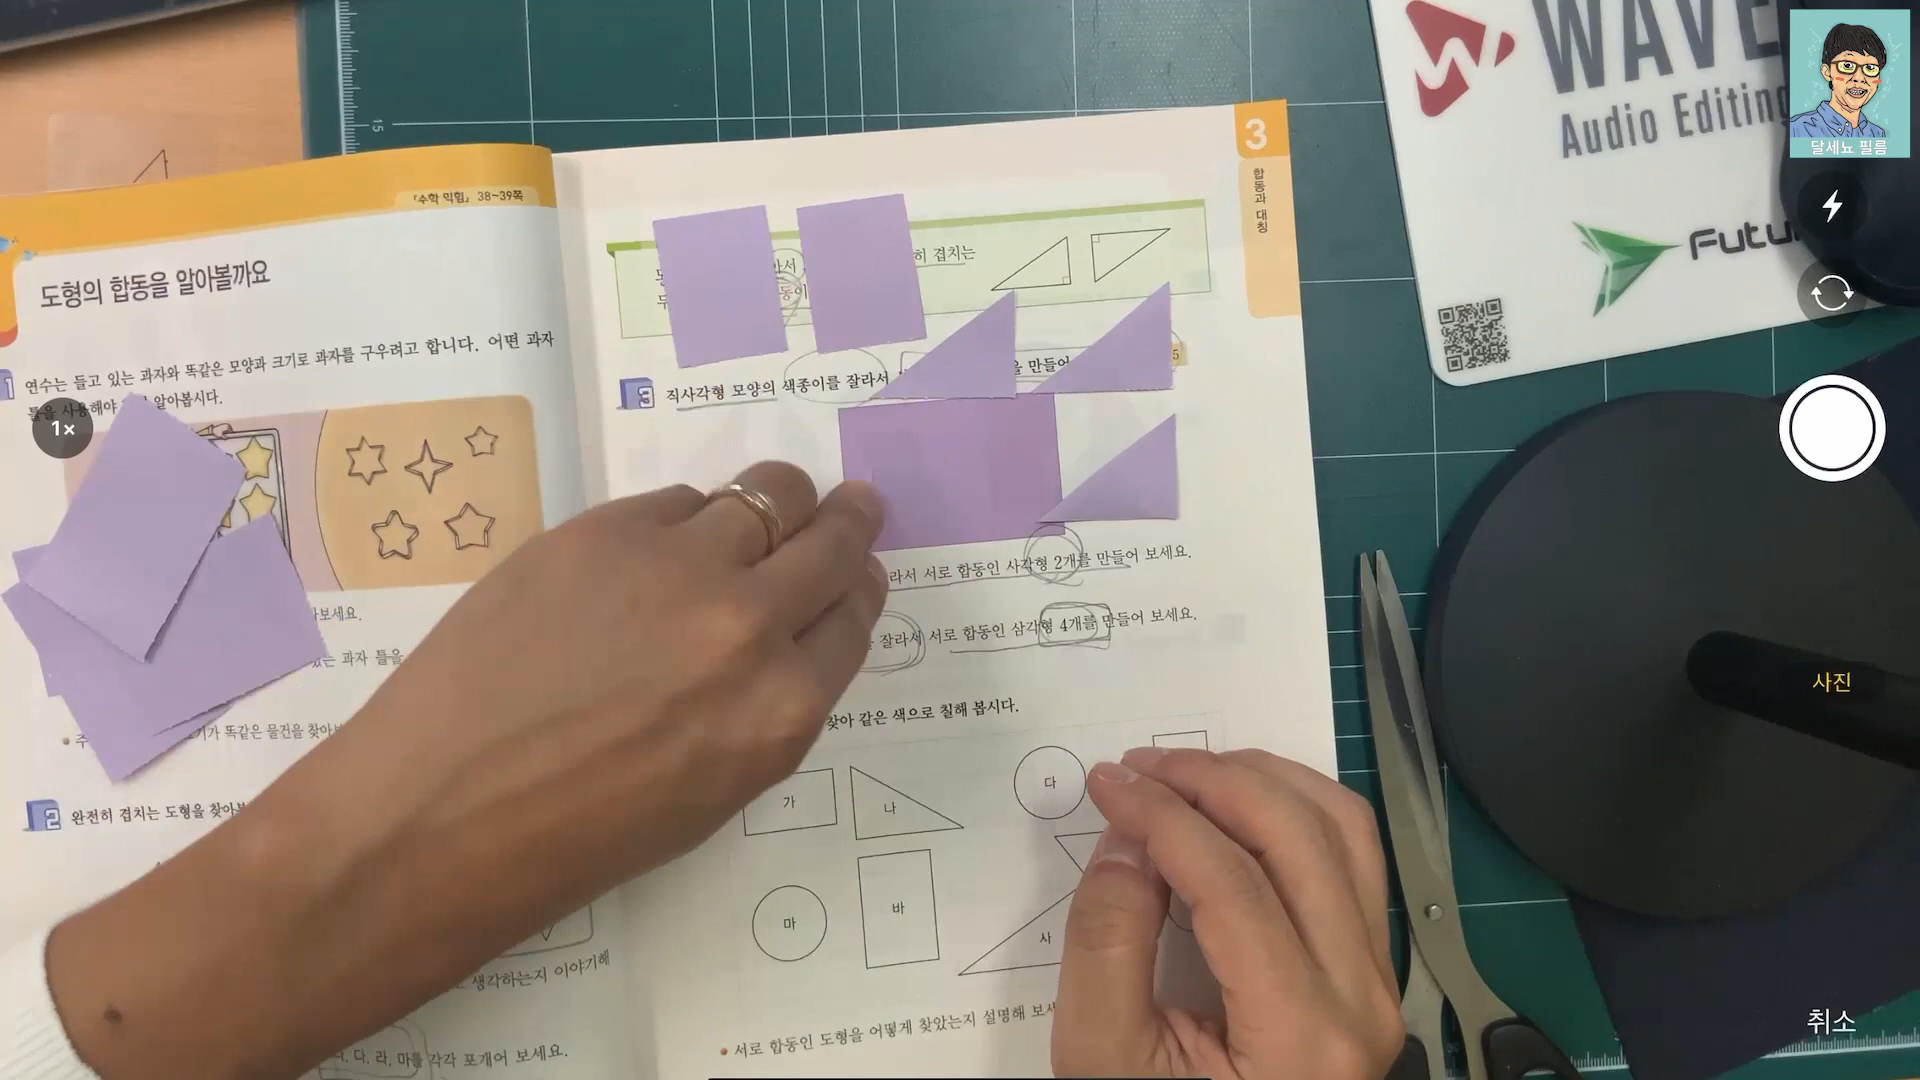 15
WAVE
Audio Editing
달세뇨 필름
3
합동과 대칭
『수학 익힘』 38~39쪽
도형의 합동을 알아볼까요
히 겹치는
1
연수는 들고 있는 과자와 똑같은 모양과 크기로 과자를 구우려고 합니다. 어떤 과자
틀을 사용해야
알아봅시다.
1×
3
직사각형 모양의 색종이를 잘라서
만들어
5
라서 서로 합동인 사각형 2개를 만들어 보세요.
잘라서 서로 합동인 삼각형 4개를 만들어 보세요.
아보세요.
있는 과자 틀을
찾아 같은 색으로 칠해 봅시다.
기가 똑같은 물건을 찾아
2
완전히 겹치는 도형을
사진
가
나
다
마
바
사
생각하는지 이야기해
다, 라, 마를 각각 포개어 보세요.
서로 합동인 도형을 어떻게 찾았는지 설명해
취소